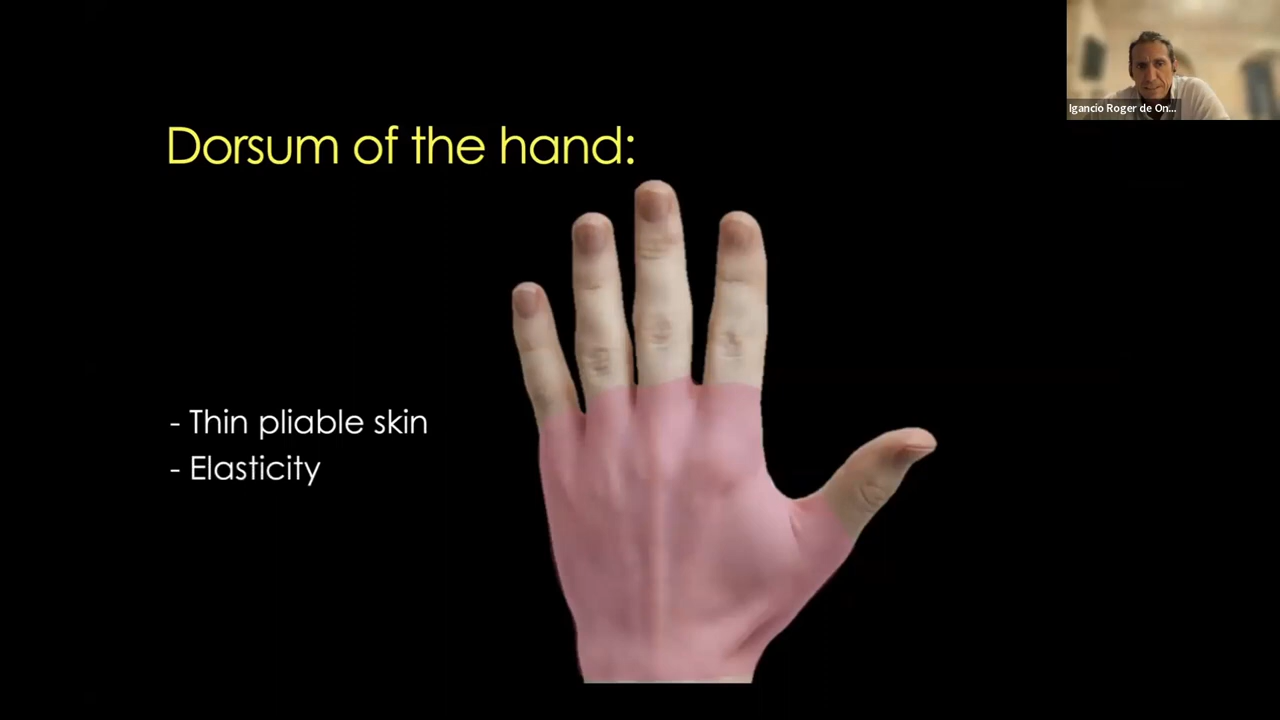 Igancio Roger de On...
Dorsum of the hand:
- Thin pliable skin
- Elasticity